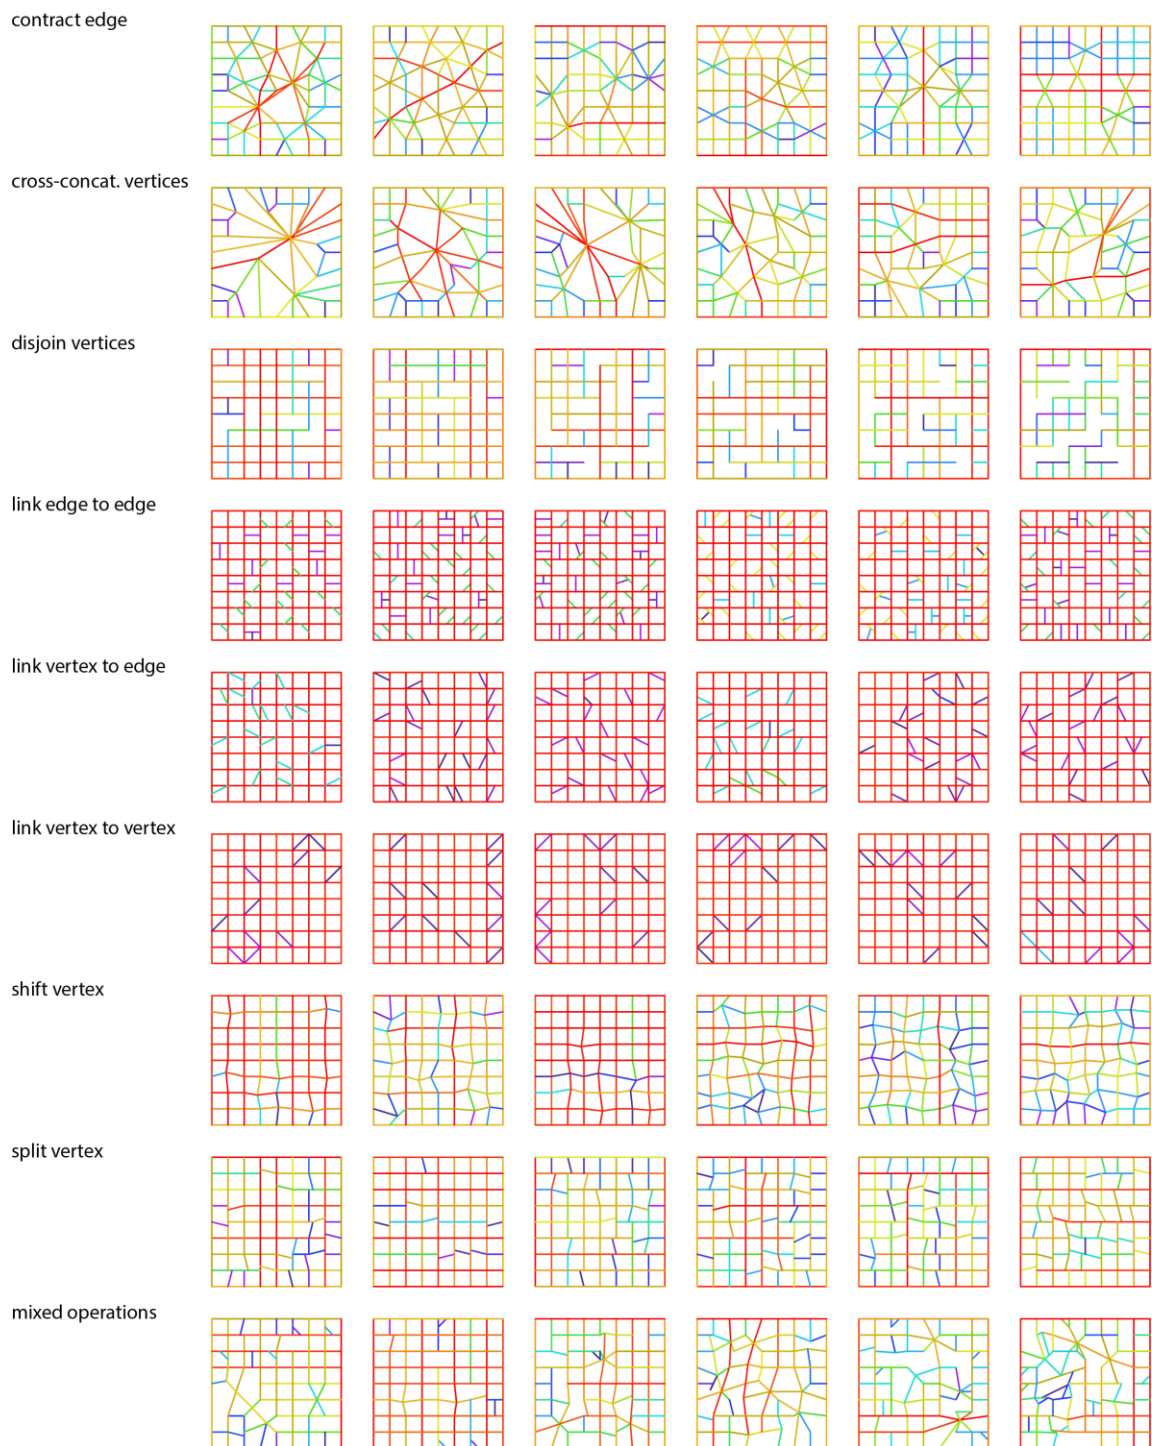 contract edge
cross-concat. vertices
disjoin vertices
link edge to edge
link vertex to edge
link vertex to vertex
shift vertex
split vertex
mixed operations